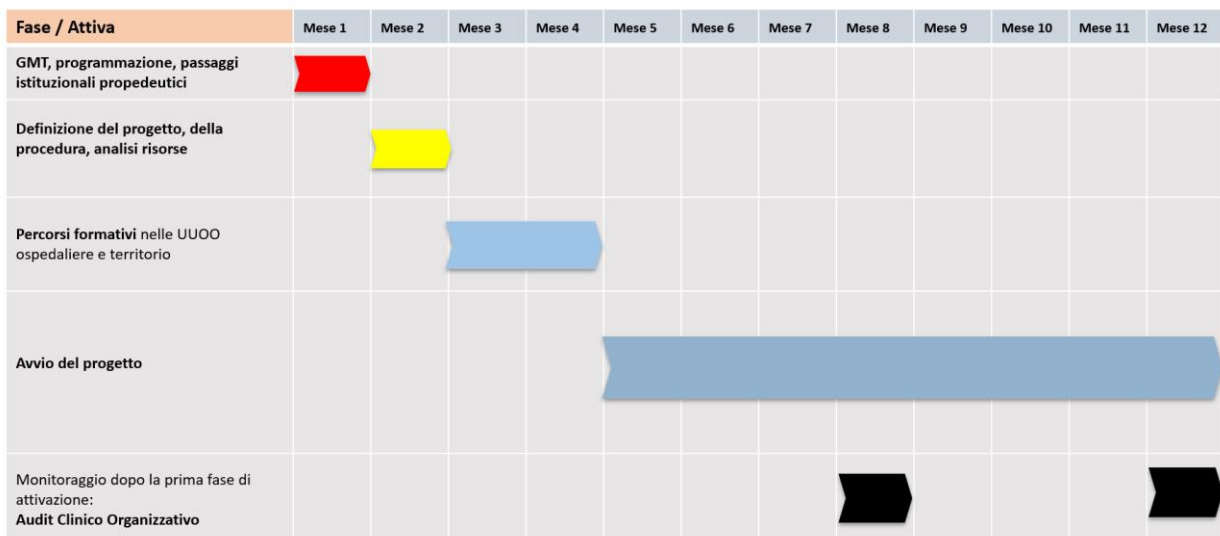 Fase / Attiva Mese 1 Mese 2 Mese 3 Mese 4 Mese 5 Mese 6 Mese 7 Mese 8 Mese 9 Mese 10 Mese 11 Mese 12
GMT, programmazione, passaggi
istituzionali propedeutici
Definizione del progetto, della
procedura, analisi risorse
Percorsi formativi nelle UUOO
ospedaliere e territorio
Avvio del progetto
Monitoraggio dopo la prima fase di
attivazione:
Audit Clinico Organizzativo